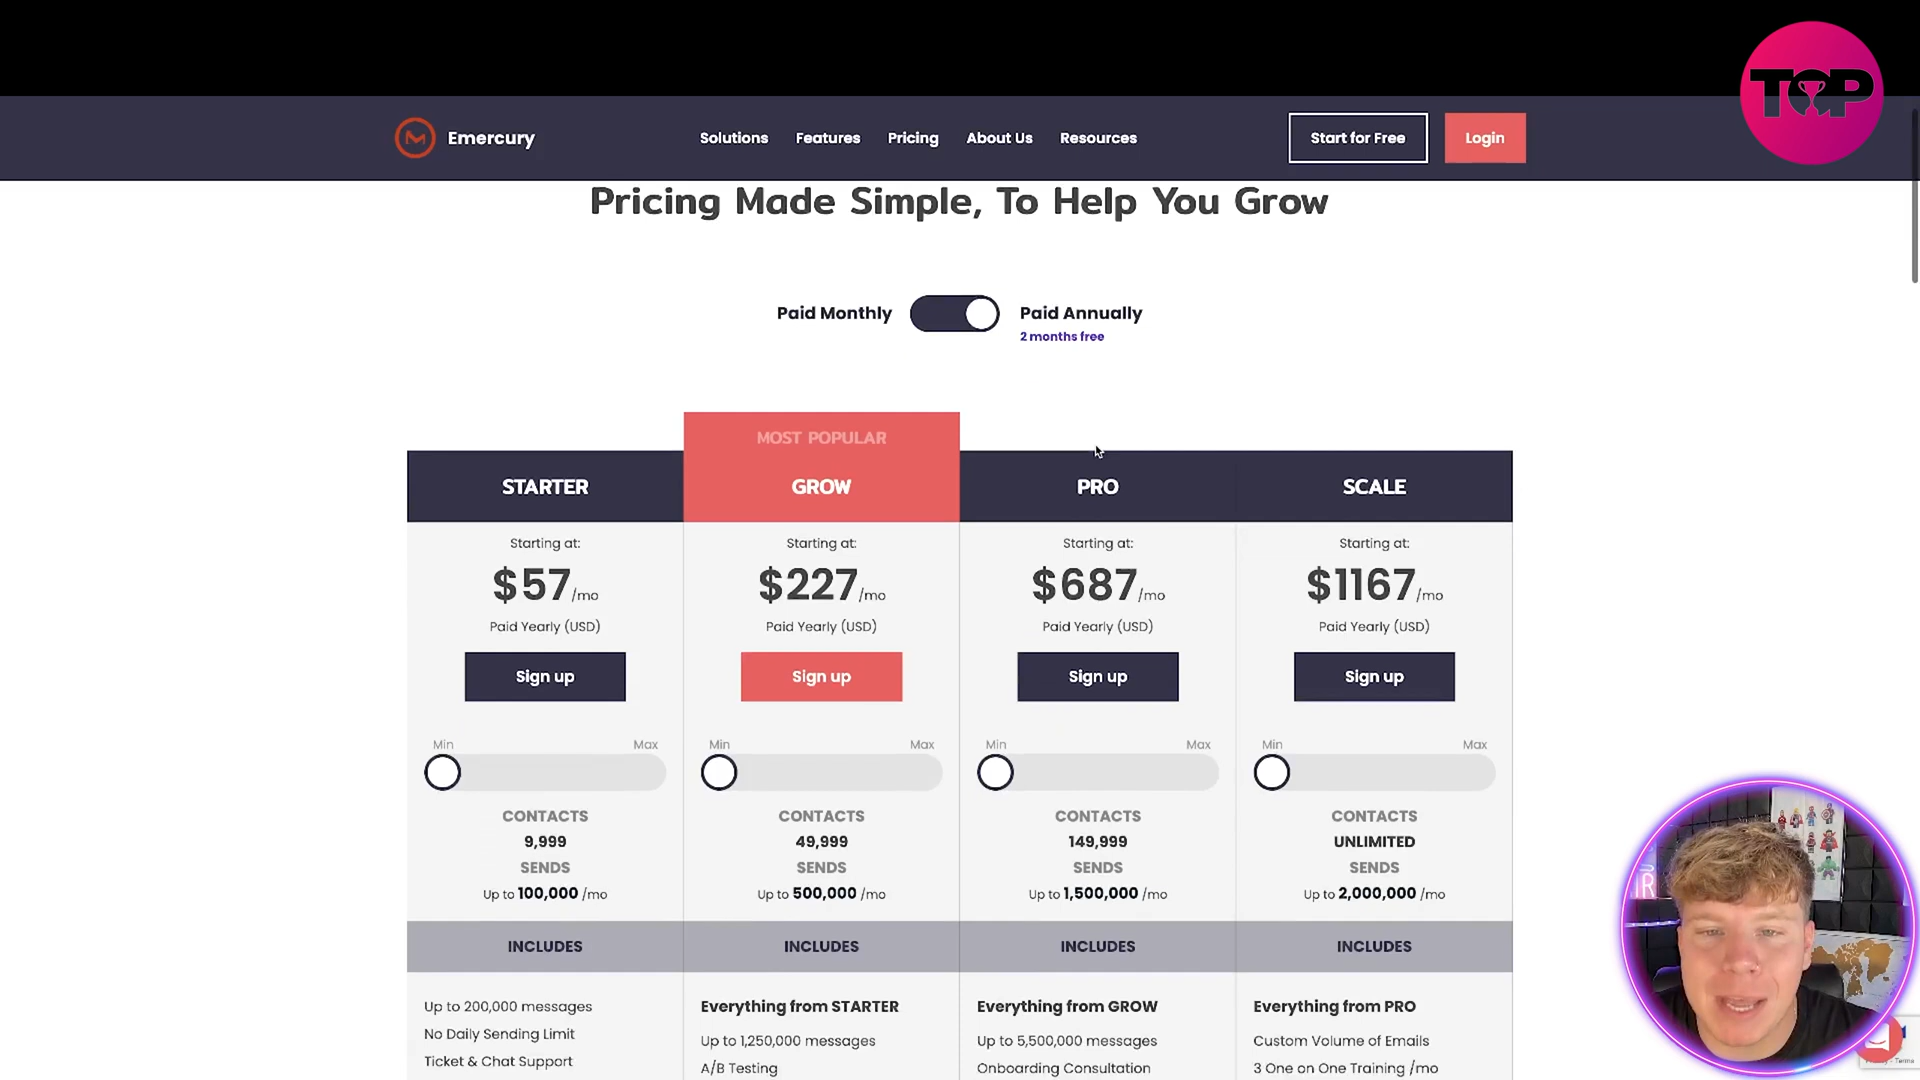 TOP
Emercury
Solutions Features Pricing About Us Resources
Start for Free
Login
Pricing Made Simple, To Help You Grow
Paid Monthly
Paid Annually
2 months free
MOST POPULAR
STARTER GROW PRO SCALE
Starting at: Starting at: Starting at: Starting at:
$57/mo $227/mo $687/mo $1167/mo
Paid Yearly (USD) Paid Yearly (USD) Paid Yearly (USD) Paid Yearly (USD)
Sign up Sign up Sign up Sign up
Min Max Min Max Min Max Min Max
CONTACTS CONTACTS CONTACTS CONTACTS
9,999 49,999 149,999 UNLIMITED
SENDS SENDS SENDS SENDS
Up to 100,000 /mo Up to 500,000 /mo Up to 1,500,000 /mo Up to 2,000,000 /mo
INCLUDES INCLUDES INCLUDES INCLUDES
Up to 200,000 messages Everything from STARTER Everything from GROW Everything from PRO
No Daily Sending Limit Up to 1,250,000 messages Up to 5,500,000 messages Custom Volume of Emails
Ticket & Chat Support A/B Testing Onboarding Consultation 3 One on One Training /mo
Terms